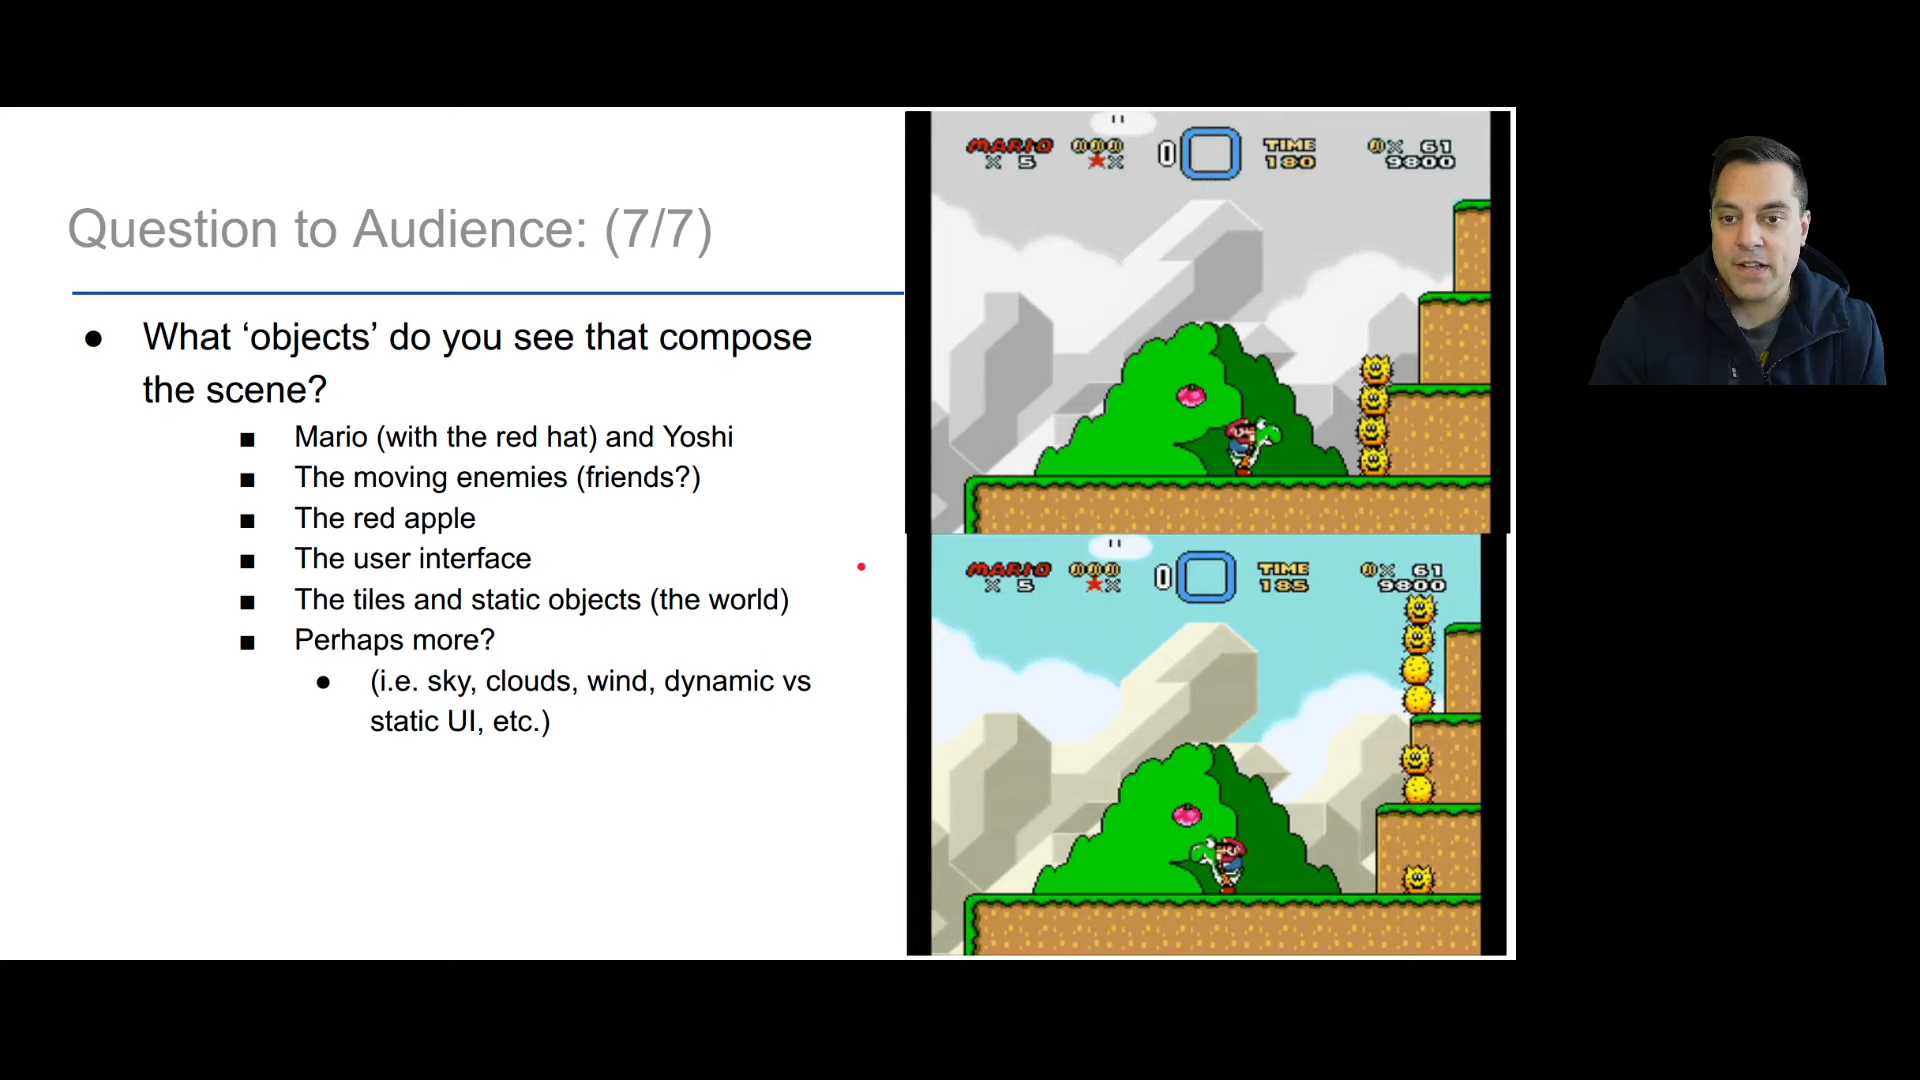 Question to Audience: (7/7)
● What ‘objects’ do you see that compose
the scene?
■ Mario (with the red hat) and Yoshi
■ The moving enemies (friends?)
■ The red apple
■ The user interface
■ The tiles and static objects (the world)
■ Perhaps more?
● (i.e. sky, clouds, wind, dynamic vs
static UI, etc.)
MARIO 0 TIME x 61
x 5 ★x 180 9800
MARIO 0 TIME x 61
x 5 ★x 185 9800